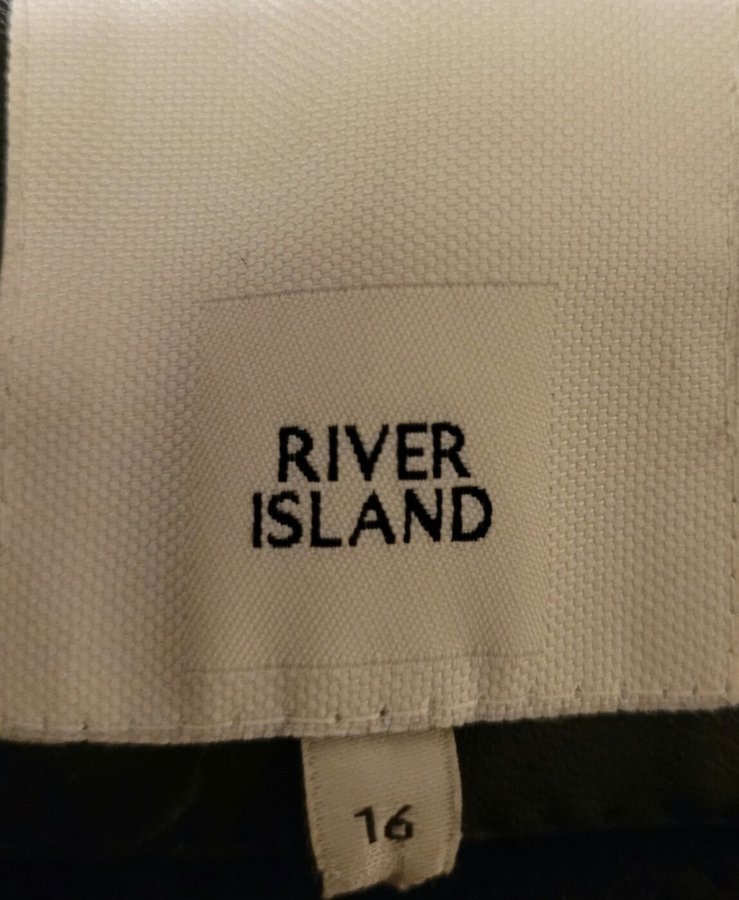 RIVER
ISLAND
16